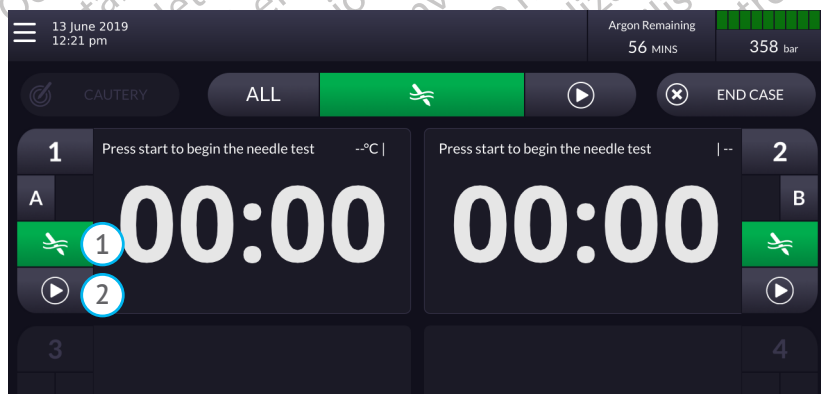 13 June 2019
12:21 pm
Argon Remaining
56 MINS
358 bar
CAUTERY
ALL
END CASE
1
Press start to begin the needle test --°C |
Press start to begin the needle test | --
2
A
00:00
00:00
B
1
2
3
4